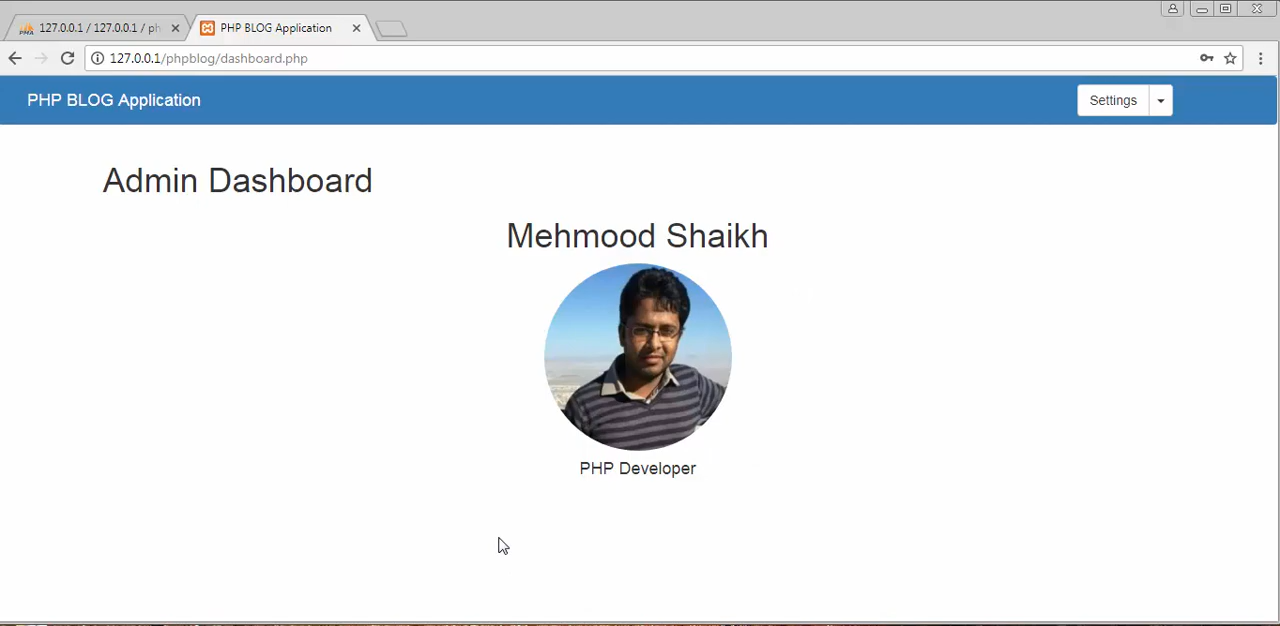 127.0.0.1 / 127.0.0.1 / ph
PHP BLOG Application
127.0.0.1/phpblog/dashboard.php
PHP BLOG Application
Settings
Admin Dashboard
Mehmood Shaikh
PHP Developer